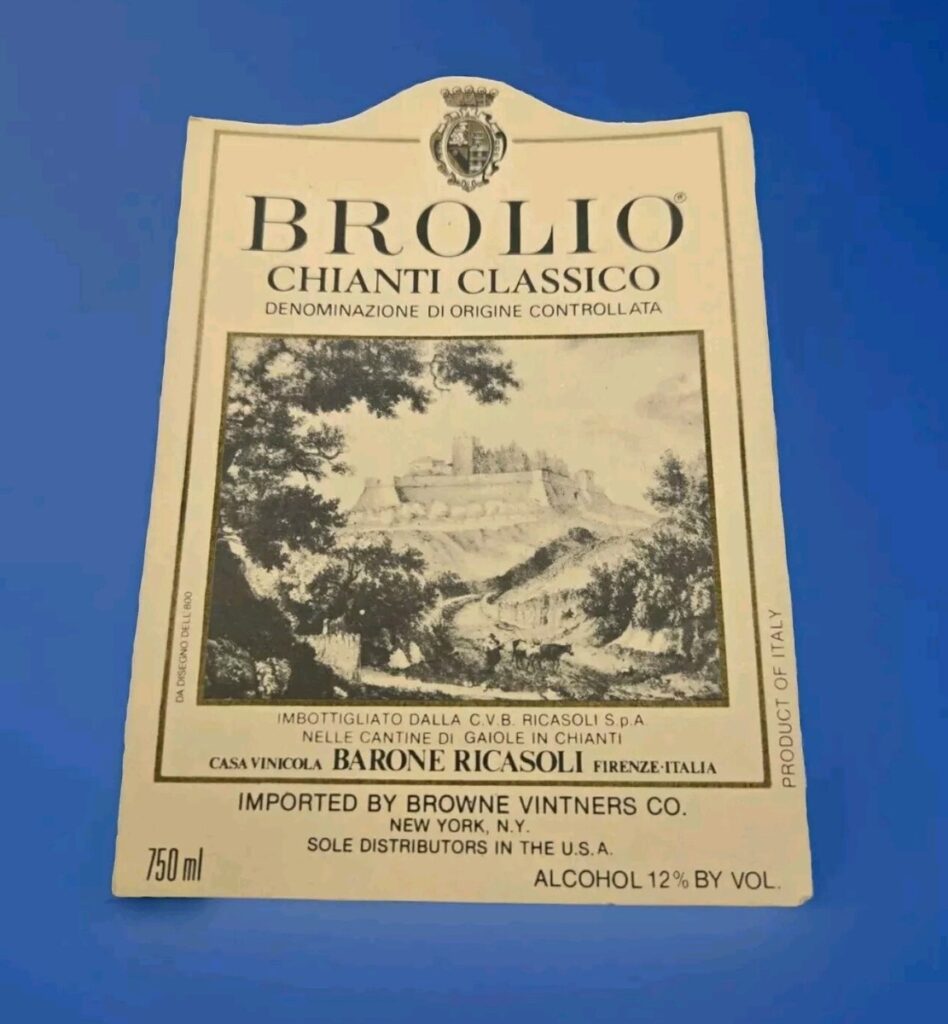 BROLIO®
CHIANTI CLASSICO
DENOMINAZIONE DI ORIGINE CONTROLLATA
DA DISEGNO DELL'800
IMBOTTIGLIATO DALLA C.V.B. RICASOLI S.p.A
NELLE CANTINE DI GAIOLE IN CHIANTI
CASA VINICOLA BARONE RICASOLI FIRENZE-ITALIA
PRODUCT OF ITALY
IMPORTED BY BROWNE VINTNERS CO.
NEW YORK, N.Y.
SOLE DISTRIBUTORS IN THE U.S.A.
750 ml
ALCOHOL 12% BY VOL.